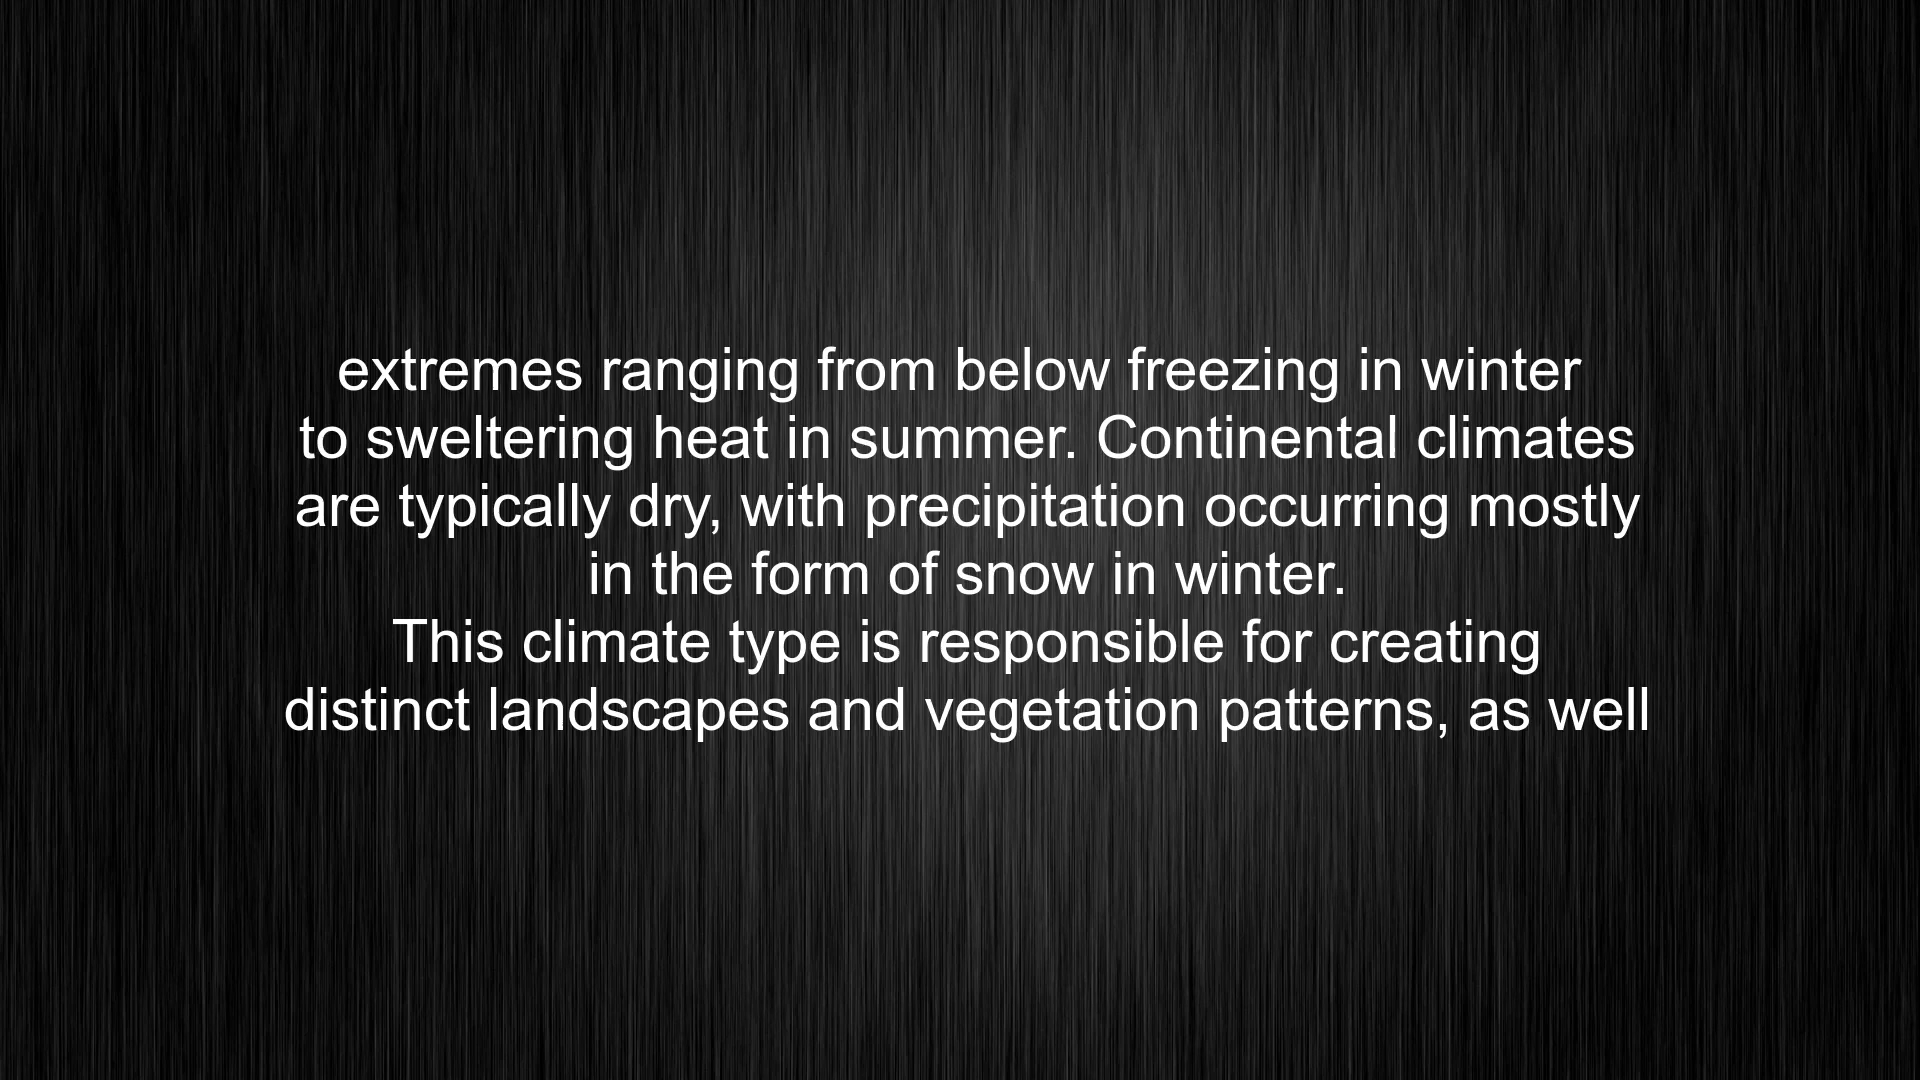 extremes ranging from below freezing in winter
to sweltering heat in summer. Continental climates
are typically dry, with precipitation occurring mostly
in the form of snow in winter.
This climate type is responsible for creating
distinct landscapes and vegetation patterns, as well